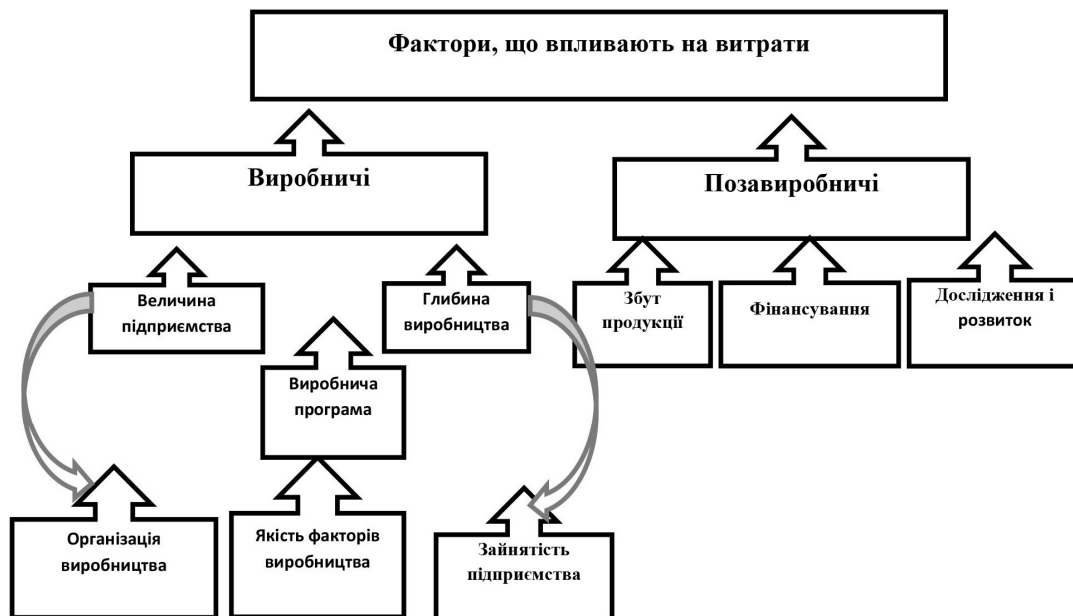 Фактори, що впливають на витрати
Виробничі
Позавиробничі
Величина
підприємства
Глибина
виробництва
Збут
продукції
Фінансування
Дослідження і
розвиток
Виробнича
програма
Організація
виробництва
Якість факторів
виробництва
Зайнятість
підприємства